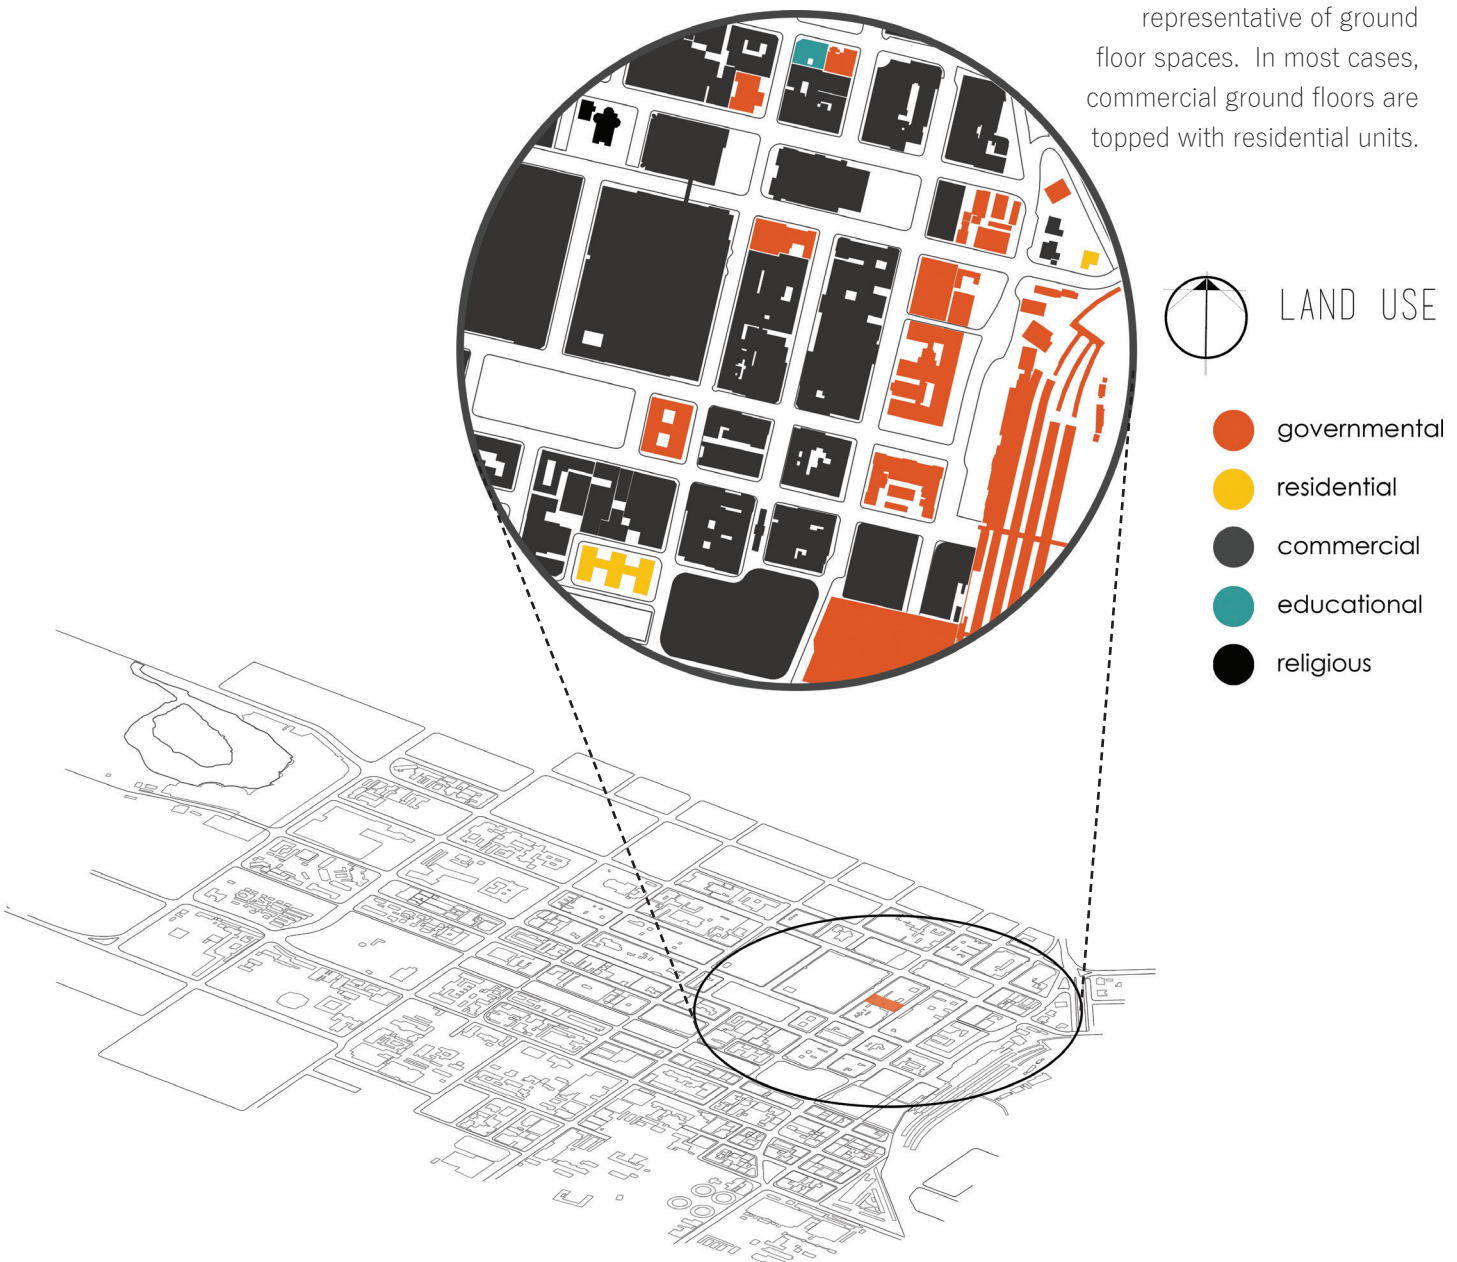 representative of ground
floor spaces.  In most cases,
commercial ground floors are
topped with residential units.
LAND USE
governmental
residential
commercial
educational
religious